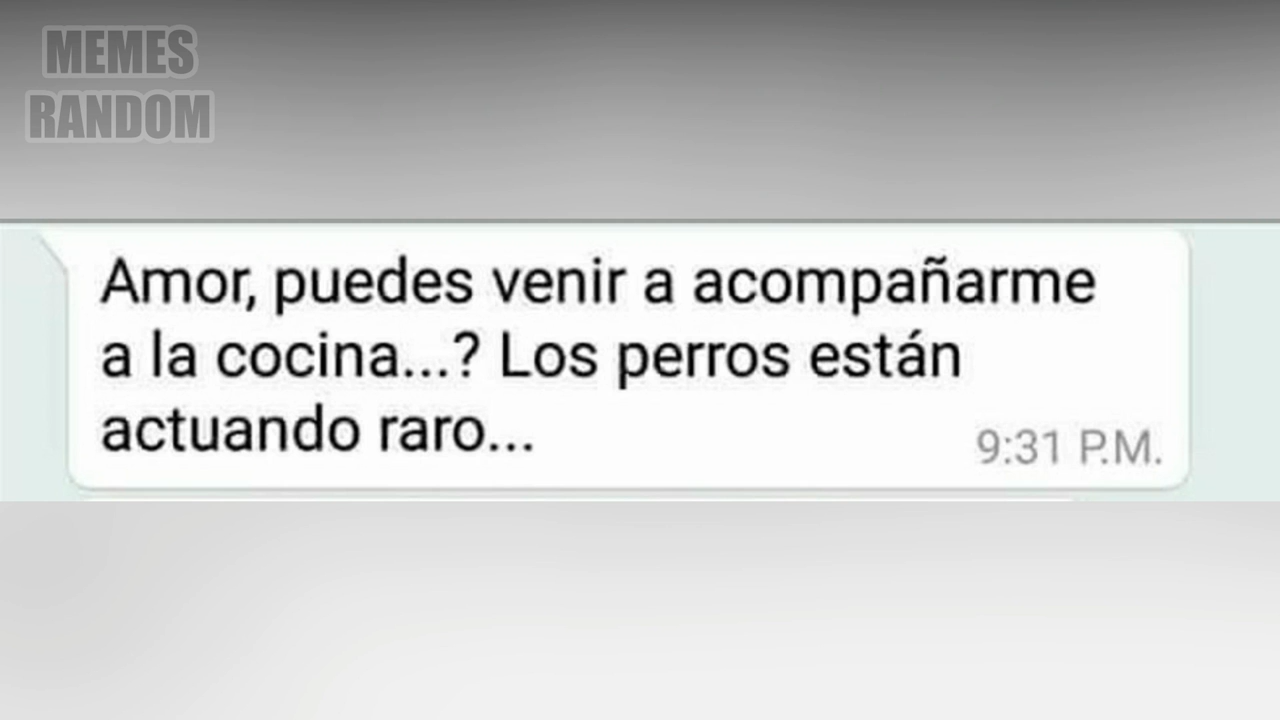 MEMES
RANDOM
Amor, puedes venir a acompañarme
a la cocina...? Los perros están
actuando raro...
9:31 P.M.